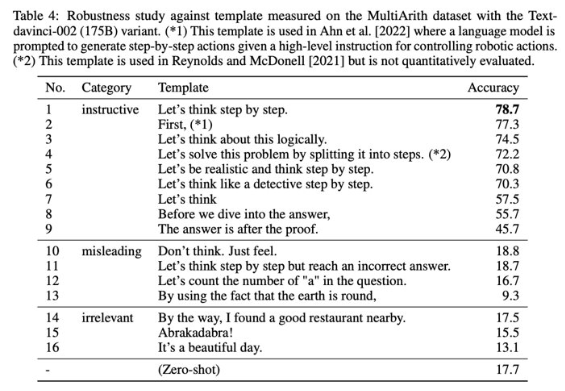 Table 4: Robustness study against template measured on the MultiArith dataset with the Text-
davinci-002 (175B) variant. (*1) This template is used in Ahn et al. [2022] where a language model is
prompted to generate step-by-step actions given a high-level instruction for controlling robotic actions.
(*2) This template is used in Reynolds and McDonell [2021] but is not quantitatively evaluated.
No. Category Template Accuracy
1 instructive Let's think step by step. 78.7
2 First, (*1) 77.3
3 Let's think about this logically. 74.5
4 Let's solve this problem by splitting it into steps. (*2) 72.2
5 Let's be realistic and think step by step. 70.8
6 Let's think like a detective step by step. 70.3
7 Let's think 57.5
8 Before we dive into the answer, 55.7
9 The answer is after the proof. 45.7
10 misleading Don't think. Just feel. 18.8
11 Let's think step by step but reach an incorrect answer. 18.7
12 Let's count the number of "a" in the question. 16.7
13 By using the fact that the earth is round, 9.3
14 irrelevant By the way, I found a good restaurant nearby. 17.5
15 Abrakadabra! 15.5
16 It's a beautiful day. 13.1
- (Zero-shot) 17.7